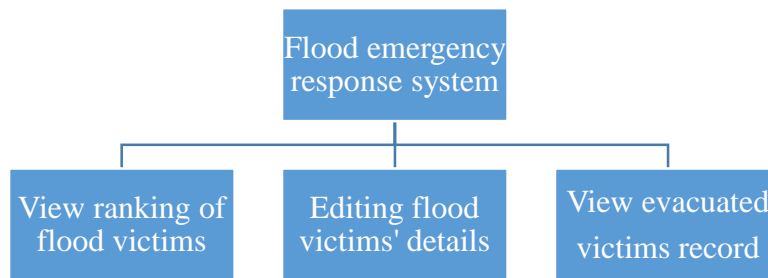 Flood emergency
response system
View ranking of
flood victims
Editing flood
victims' details
View evacuated
victims record